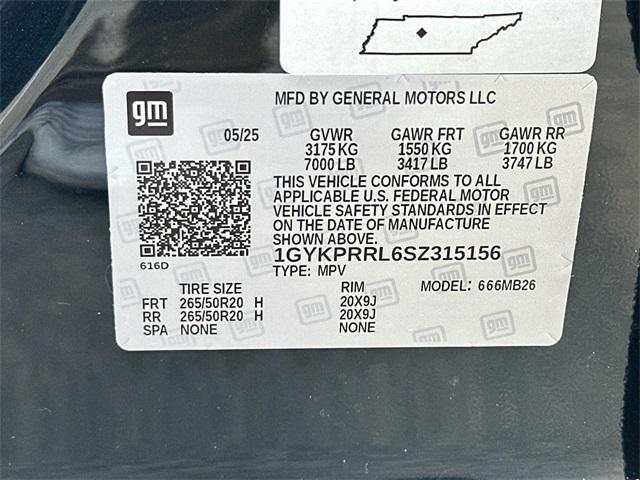 gm
MFD BY GENERAL MOTORS LLC
05/25 GVWR GAWR FRT GAWR RR
3175 KG 1550 KG 1700 KG
7000 LB 3417 LB 3747 LB
THIS VEHICLE CONFORMS TO ALL
APPLICABLE U.S. FEDERAL MOTOR
VEHICLE SAFETY STANDARDS IN EFFECT
ON THE DATE OF MANUFACTURE
SHOWN ABOVE.
616D
1GYKPRRL6SZ315156
TYPE: MPV MODEL: 666MB26
TIRE SIZE RIM
FRT 265/50R20 H 20X9J
RR 265/50R20 H 20X9J
SPA NONE NONE